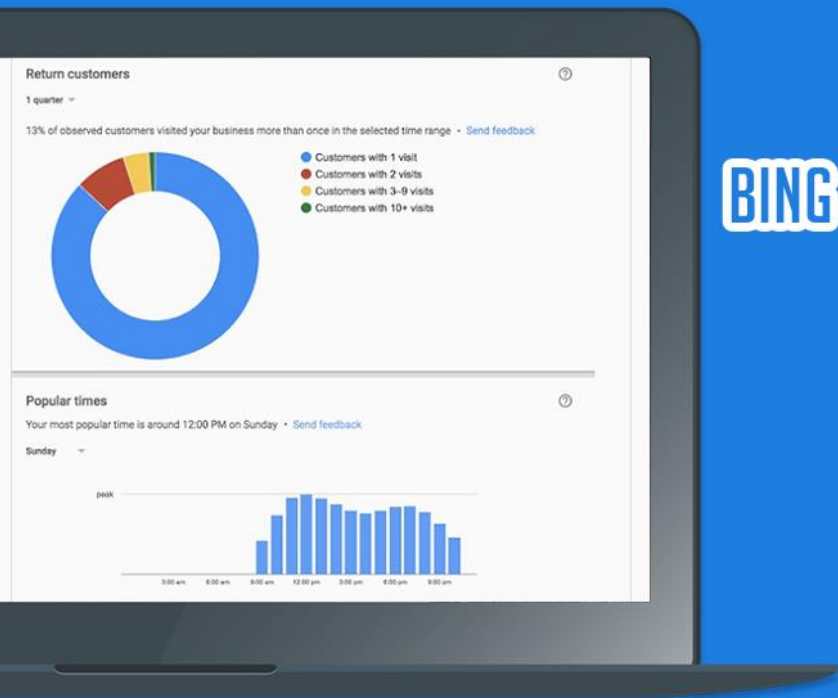 Return customers
1 quarter
13% of observed customers visited your business more than once in the selected time range • Send feedback
Customers with 1 visit
Customers with 2 visits
Customers with 3–9 visits
Customers with 10+ visits
BING
Popular times
Your most popular time is around 12:00 PM on Sunday • Send feedback
Sunday
peak
3:00 am 6:00 am 9:00 am 12:00 pm 3:00 pm 6:00 pm 9:00 pm